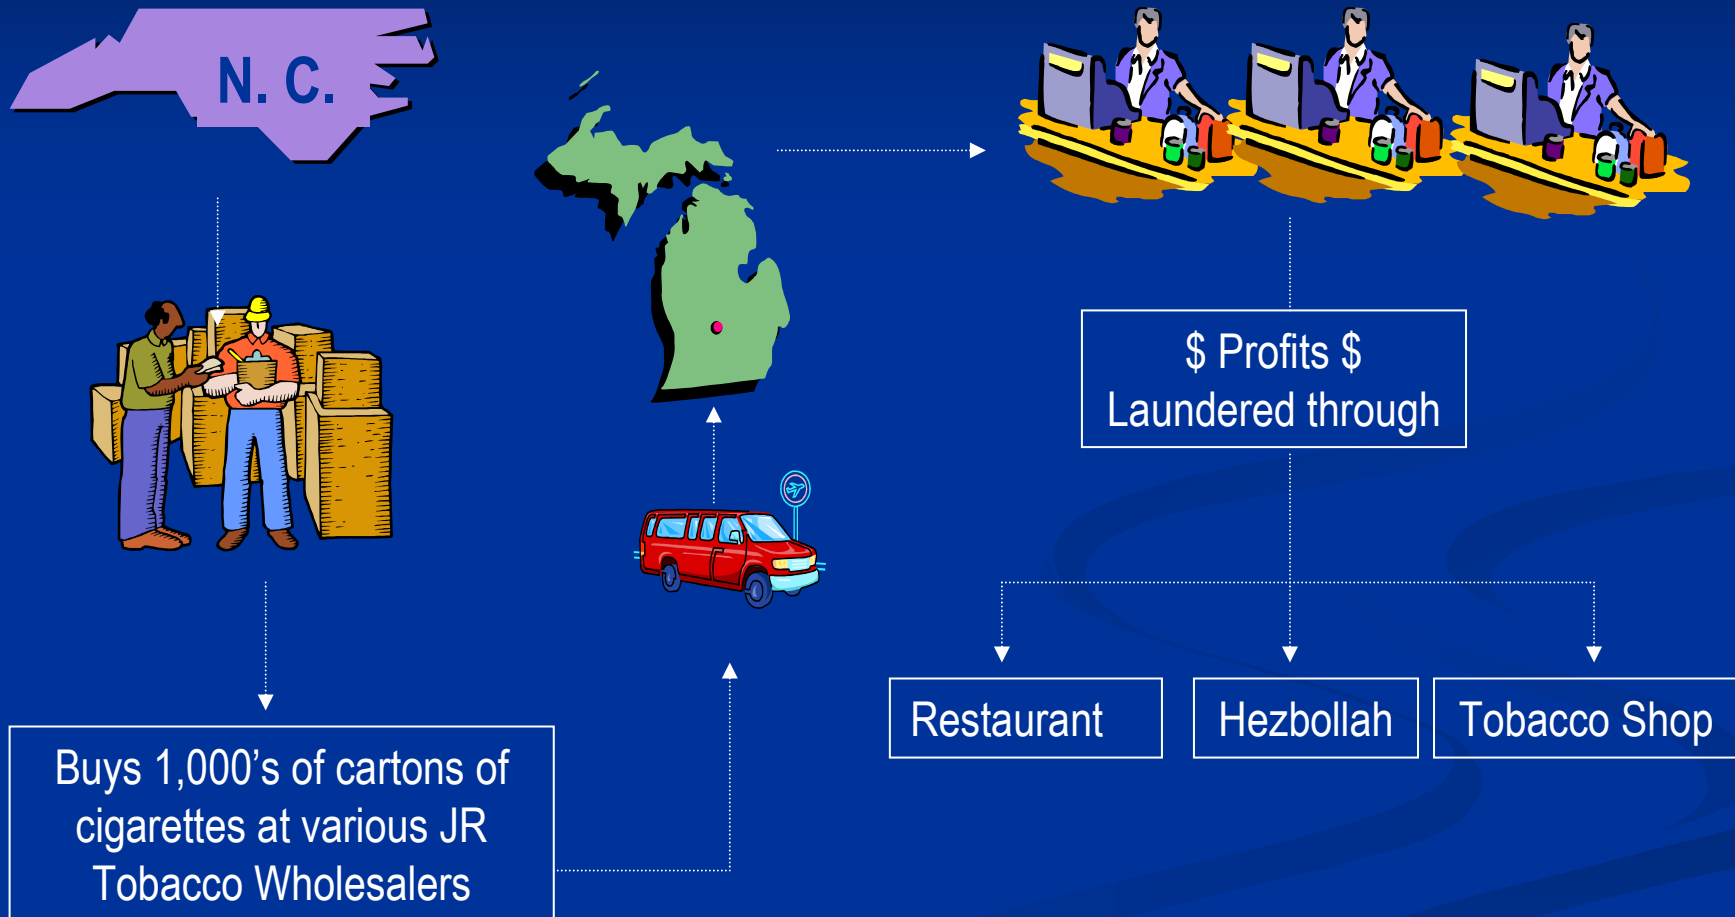 N. C.
$ Profits $
Laundered through
Restaurant
Hezbollah
Tobacco Shop
Buys 1,000’s of cartons of
cigarettes at various JR
Tobacco Wholesalers